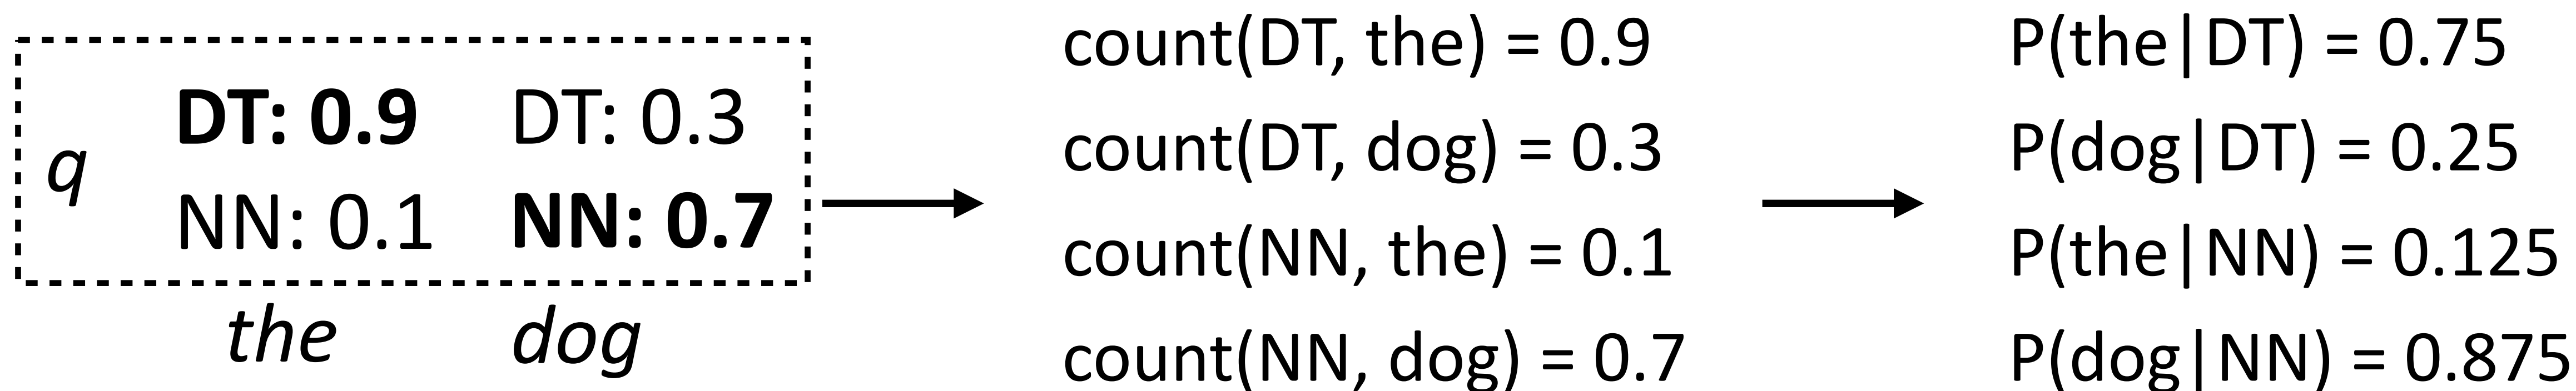 q
DT: 0.9 DT: 0.3
NN: 0.1 NN: 0.7
the dog
count(DT, the) = 0.9
count(DT, dog) = 0.3
count(NN, the) = 0.1
count(NN, dog) = 0.7
P(the|DT) = 0.75
P(dog|DT) = 0.25
P(the|NN) = 0.125
P(dog|NN) = 0.875